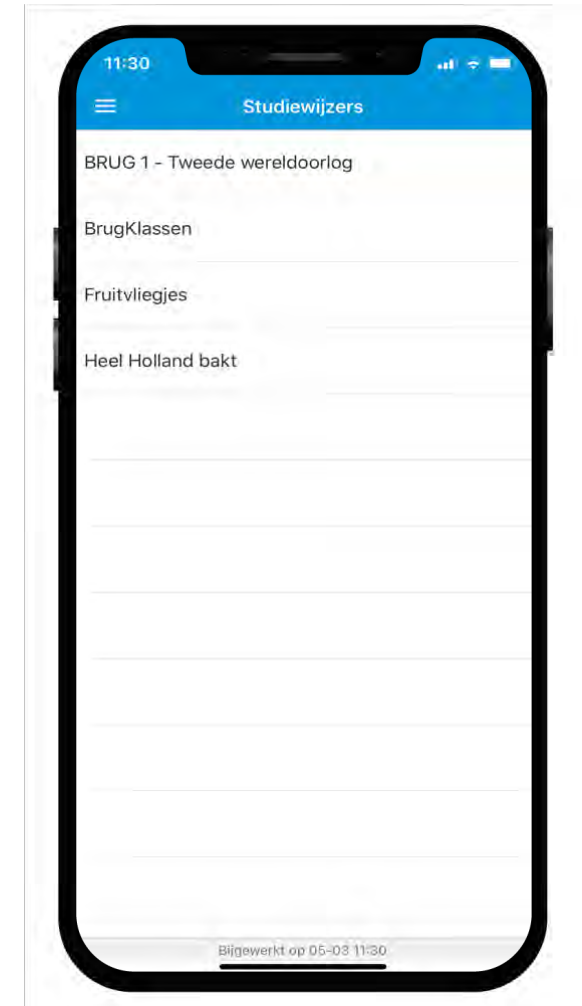 11:30
Studiewijzers
BRUG 1 - Tweede wereldoorlog
BrugKlassen
Fruitvliegjes
Heel Holland bakt
Bijgewerkt op 05-03 11:30